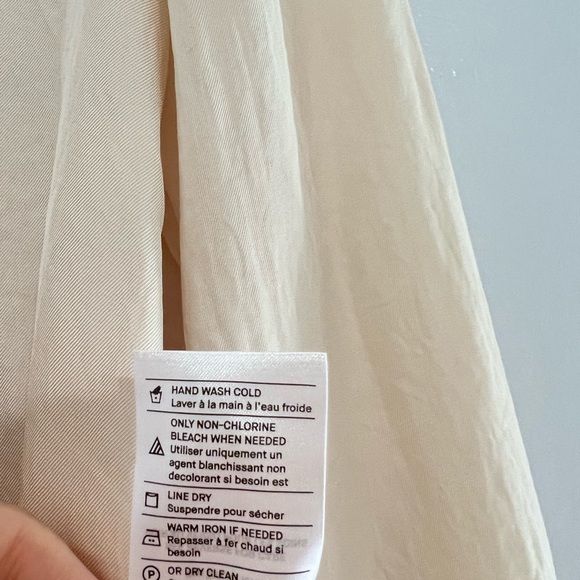 HAND WASH COLD
Laver à la main à l'eau froide
ONLY NON-CHLORINE
BLEACH WHEN NEEDED
Utiliser uniquement un
agent blanchissant non
decolorant si besoin est
LINE DRY
Suspendre pour sécher
WARM IRON IF NEEDED
Repasser à fer chaud si
besoin
P OR DRY CLEAN